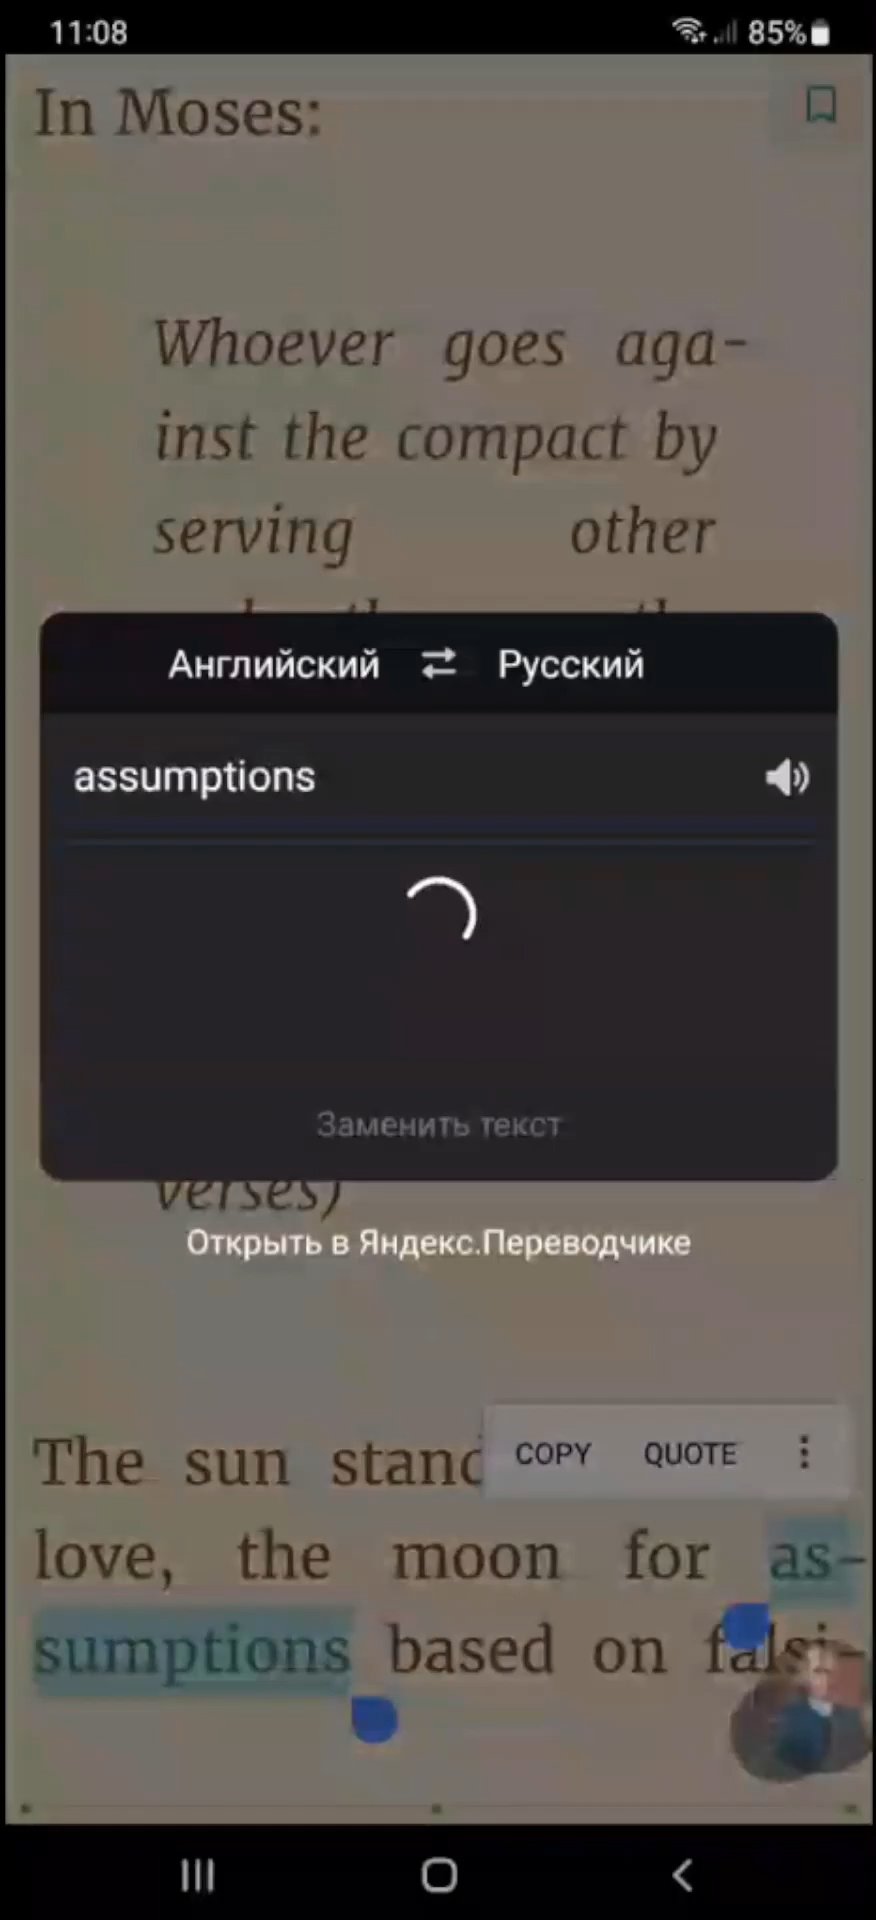 11:08
85%
In Moses:
Whoever goes aga-
inst the compact by
serving other
Английский Русский
assumptions
Заменить текст
verses)
Открыть в Яндекс.Переводчике
The sun stand
COPY QUOTE
love, the moon for as-
sumptions based on falsi-